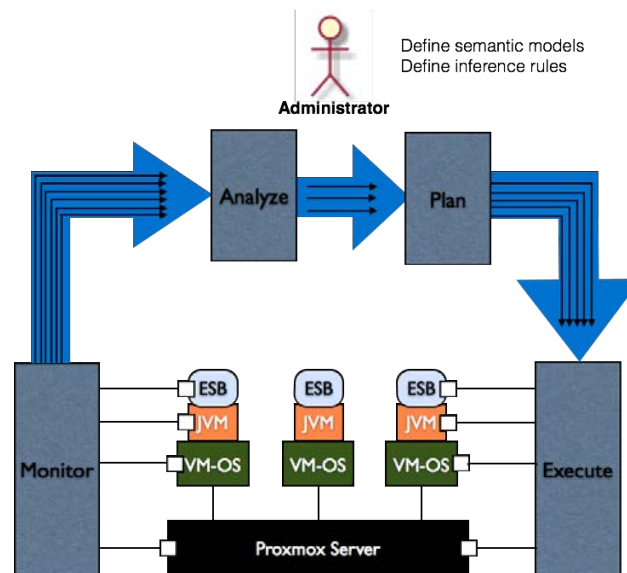 Define semantic models
Define inference rules
Administrator
Analyze
Plan
ESB
ESB
ESB
JVM
JVM
JVM
Monitor
VM-OS
VM-OS
VM-OS
Execute
Proxmox Server